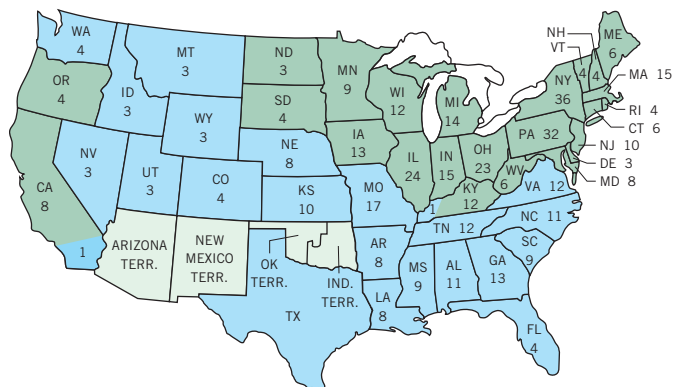 WA
4
OR
4
CA
8
1
NV
3
ID
3
MT
3
WY
3
UT
3
CO
4
ARIZONA
TERR.
NEW
MEXICO
TERR.
ND
3
SD
4
NE
8
KS
10
OK
TERR.
IND.
TERR.
TX
MN
9
IA
13
MO
17
AR
8
LA
8
WI
12
IL
24
MI
14
IN
15
OH
23
KY
12
1
TN 12
MS
9
AL
11
GA
13
FL
4
SC
9
NC 11
VA 12
WV
6
PA 32
NY
36
VT
4
NH
4
ME
6
MA 15
RI 4
CT 6
NJ 10
DE 3
MD 8